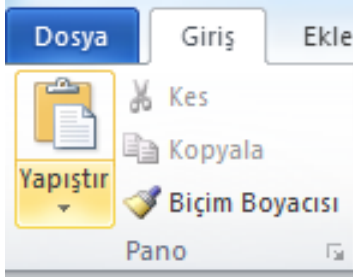 Dosya Giriş Ekle
Kes
Kopyala
Yapıştır
Biçim Boyacısı
Pano